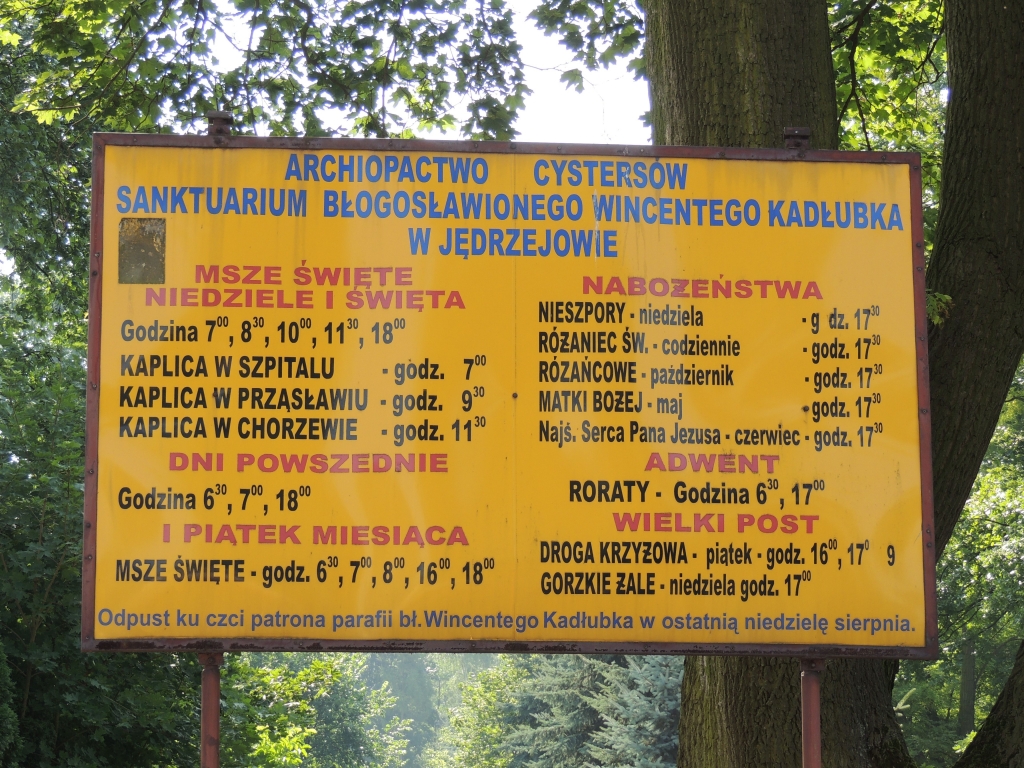 ARCHIOPACTWO CYSTERSÓW
SANKTUARIUM BŁOGOSŁAWIONEGO WINCENTEGO KADŁUBKA
W JĘDRZEJOWIE
MSZE ŚWIĘTE
NIEDZIELE I ŚWIĘTA
Godzina 7⁰⁰, 8³⁰, 10⁰⁰, 11³⁰, 18⁰⁰
KAPLICA W SZPITALU - godz. 7⁰⁰
KAPLICA W PRZĄSŁAWIU - godz. 9³⁰
KAPLICA W CHORZEWIE - godz. 11³⁰
DNI POWSZEDNIE
Godzina 6³⁰, 7⁰⁰, 18⁰⁰
I PIĄTEK MIESIĄCA
MSZE ŚWIĘTE - godz. 6³⁰, 7⁰⁰, 8⁰⁰, 16⁰⁰, 18⁰⁰
NABOŻEŃSTWA
NIESZPORY - niedziela - g dz. 17³⁰
RÓŻANIEC ŚW. - codziennie - godz. 17³⁰
RÓŻAŃCOWE - październik - godz. 17³⁰
MATKI BOŻEJ - maj - godz. 17³⁰
Najś. Serca Pana Jezusa - czerwiec - godz. 17³⁰
ADWENT
RORATY - Godzina 6³⁰, 17⁰⁰
WIELKI POST
DROGA KRZYŻOWA - piątek - godz. 16⁰⁰, 17⁰ 9
GORZKIE ŻALE - niedziela godz. 17⁰⁰
Odpust ku czci patrona parafii bł.Wincentego Kadłubka w ostatnią niedzielę sierpnia.